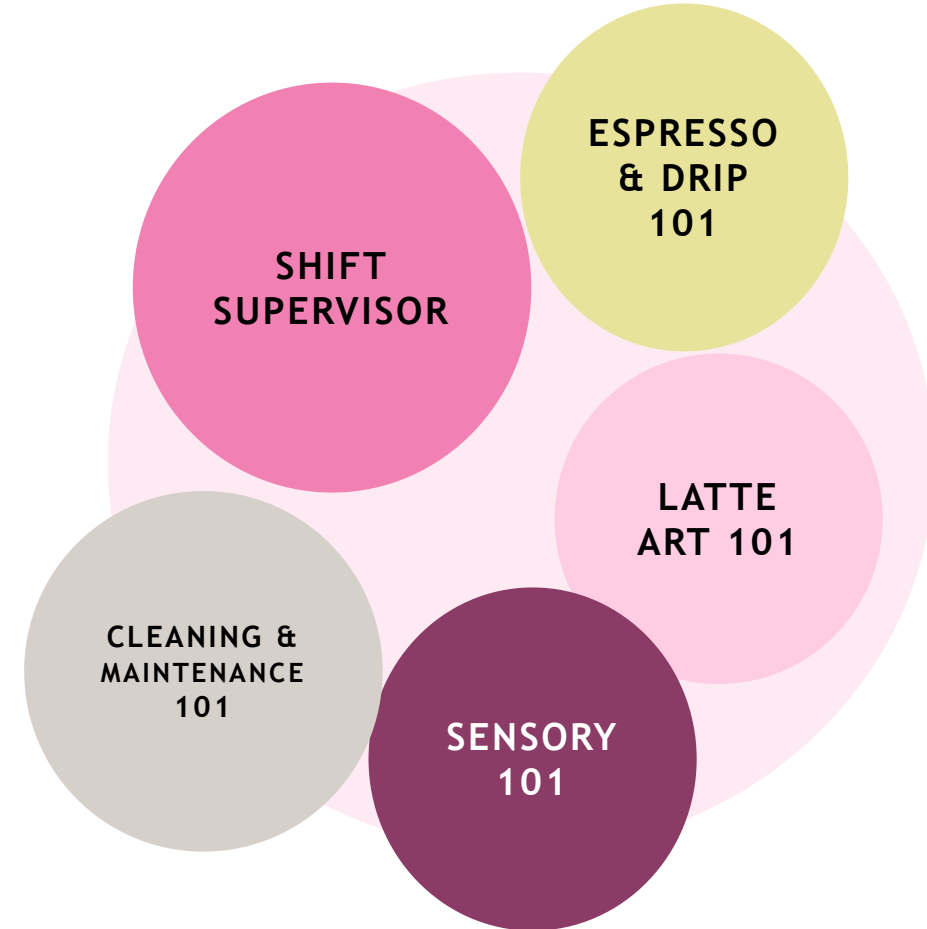 ESPRESSO
& DRIP
101
SHIFT
SUPERVISOR
LATTE
ART 101
CLEANING &
MAINTENANCE
101
SENSORY
101